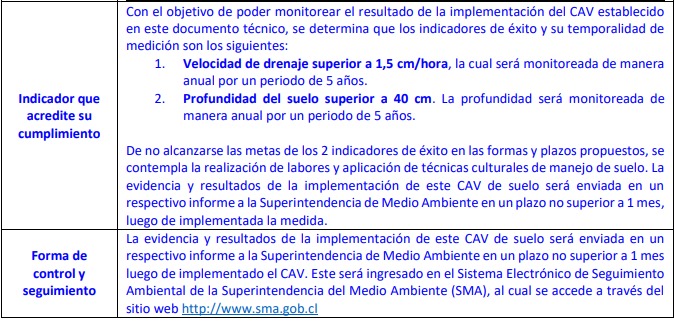 Con el objetivo de poder monitorear el resultado de la implementación del CAV establecido
en este documento técnico, se determina que los indicadores de éxito y su temporalidad de
medición son los siguientes:
1. Velocidad de drenaje superior a 1,5 cm/hora, la cual será monitoreada de manera
anual por un periodo de 5 años.
Indicador que
acredite su
cumplimiento
2. Profundidad del suelo superior a 40 cm. La profundidad será monitoreada de
manera anual por un periodo de 5 años.
De no alcanzarse las metas de los 2 indicadores de éxito en las formas y plazos propuestos, se
contempla la realización de labores y aplicación de técnicas culturales de manejo de suelo. La
evidencia y resultados de la implementación de este CAV de suelo será enviada en un
respectivo informe a la Superintendencia de Medio Ambiente en un plazo no superior a 1 mes,
luego de implementada la medida.
Forma de
control y
seguimiento
La evidencia y resultados de la implementación de este CAV de suelo será enviada en un
respectivo informe a la Superintendencia de Medio Ambiente en un plazo no superior a 1 mes
luego de implementado el CAV. Este será ingresado en el Sistema Electrónico de Seguimiento
Ambiental de la Superintendencia del Medio Ambiente (SMA), al cual se accede a través del
sitio web http://www.sma.gob.cl